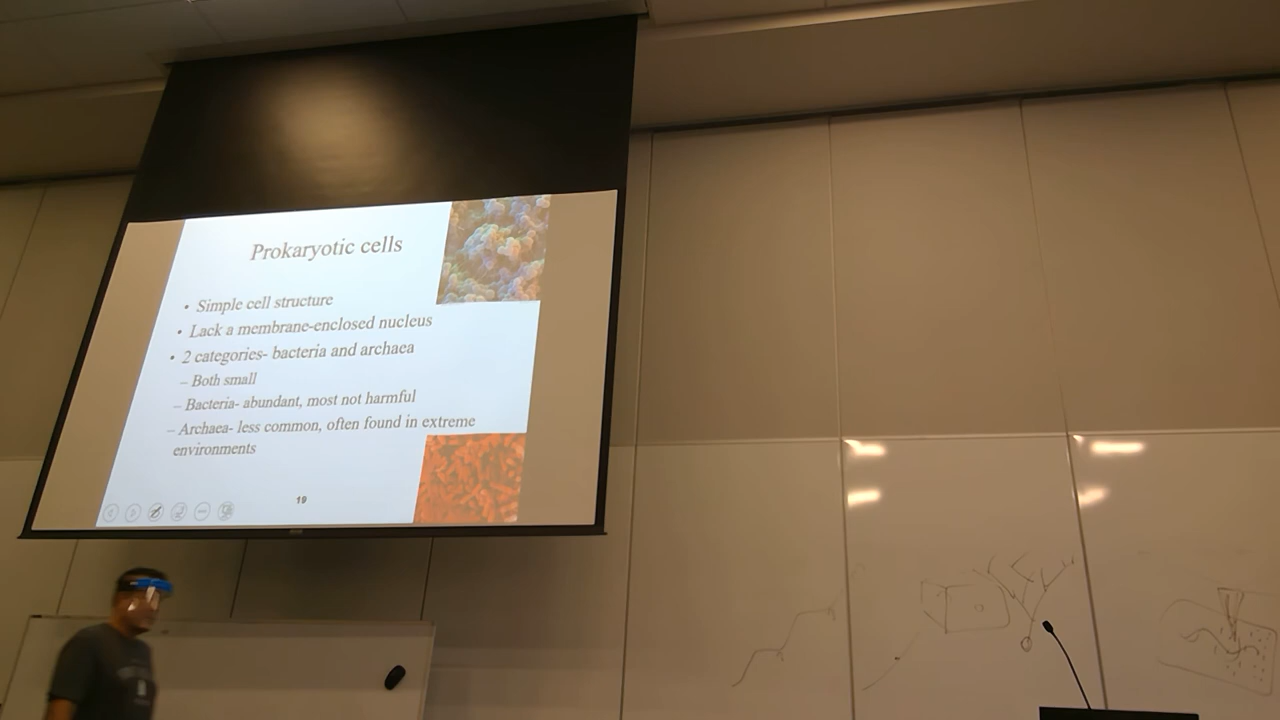 Prokaryotic cells
• Simple cell structure
• Lack a membrane-enclosed nucleus
• 2 categories- bacteria and archaea
– Both small
– Bacteria- abundant, most not harmful
– Archaea- less common, often found in extreme
environments
19